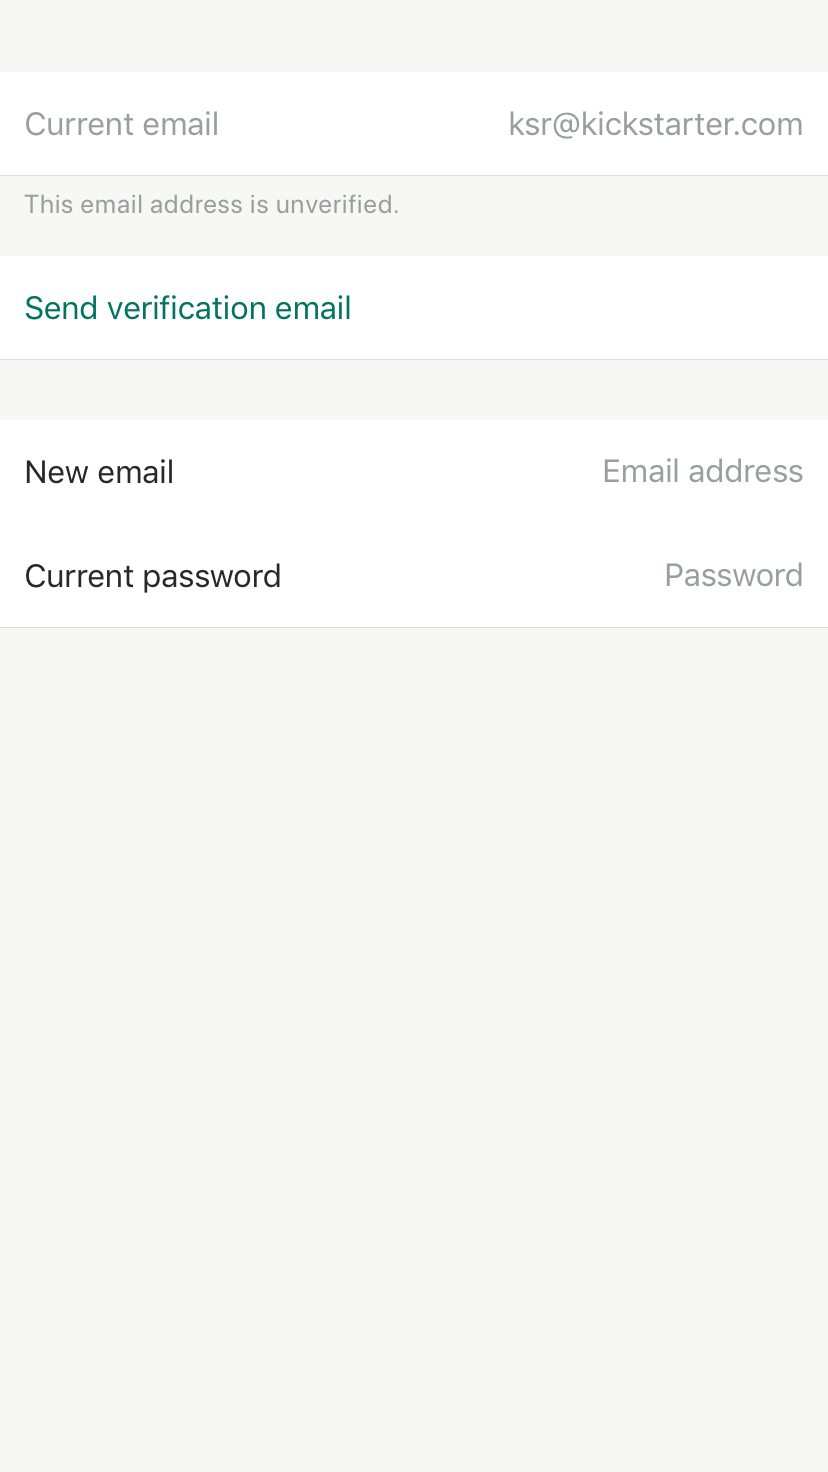 Current email ksr@kickstarter.com
This email address is unverified.
Send verification email
New email Email address
Current password Password